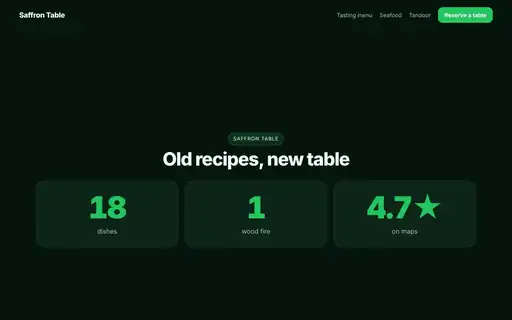 Saffron Table
Tasting menu Seafood Tandoor Reserve a table
SAFFRON TABLE
Old recipes, new table
18 1 4.7★
dishes wood fire on maps